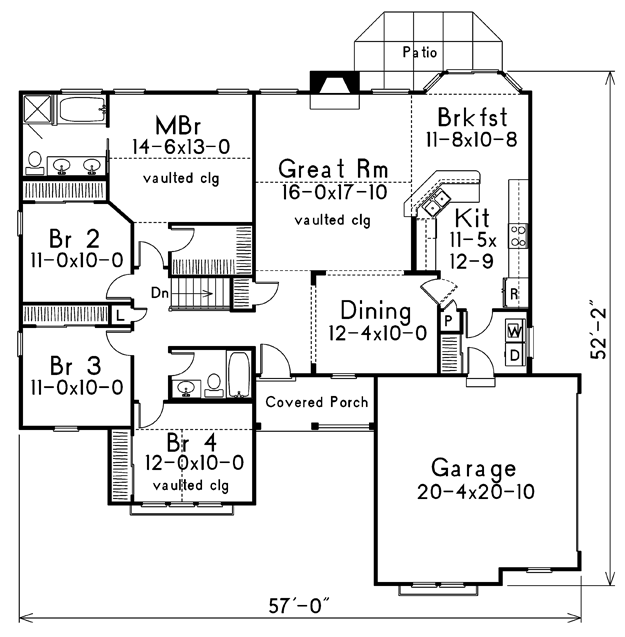 Patio
MBr
14-6x13-0
vaulted clg
Great Rm
16-0x17-10
vaulted clg
Brkfst
11-8x10-8
Kit
11-5x
12-9
Br 2
11-0x10-0
Dn
R
L
Dining
12-4x10-0
P
W
D
Br 3
11-0x10-0
Covered Porch
Br 4
12-0x10-0
vaulted clg
Garage
20-4x20-10
52'-2"
57'-0"